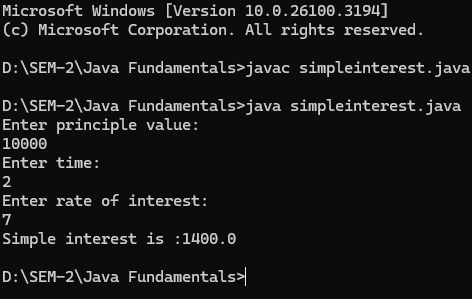 Microsoft Windows [Version 10.0.26100.3194]
(c) Microsoft Corporation. All rights reserved.
D:\SEM-2\Java Fundamentals>javac simpleinterest.java
D:\SEM-2\Java Fundamentals>java simpleinterest.java
Enter principle value:
10000
Enter time:
2
Enter rate of interest:
7
Simple interest is :1400.0
D:\SEM-2\Java Fundamentals>